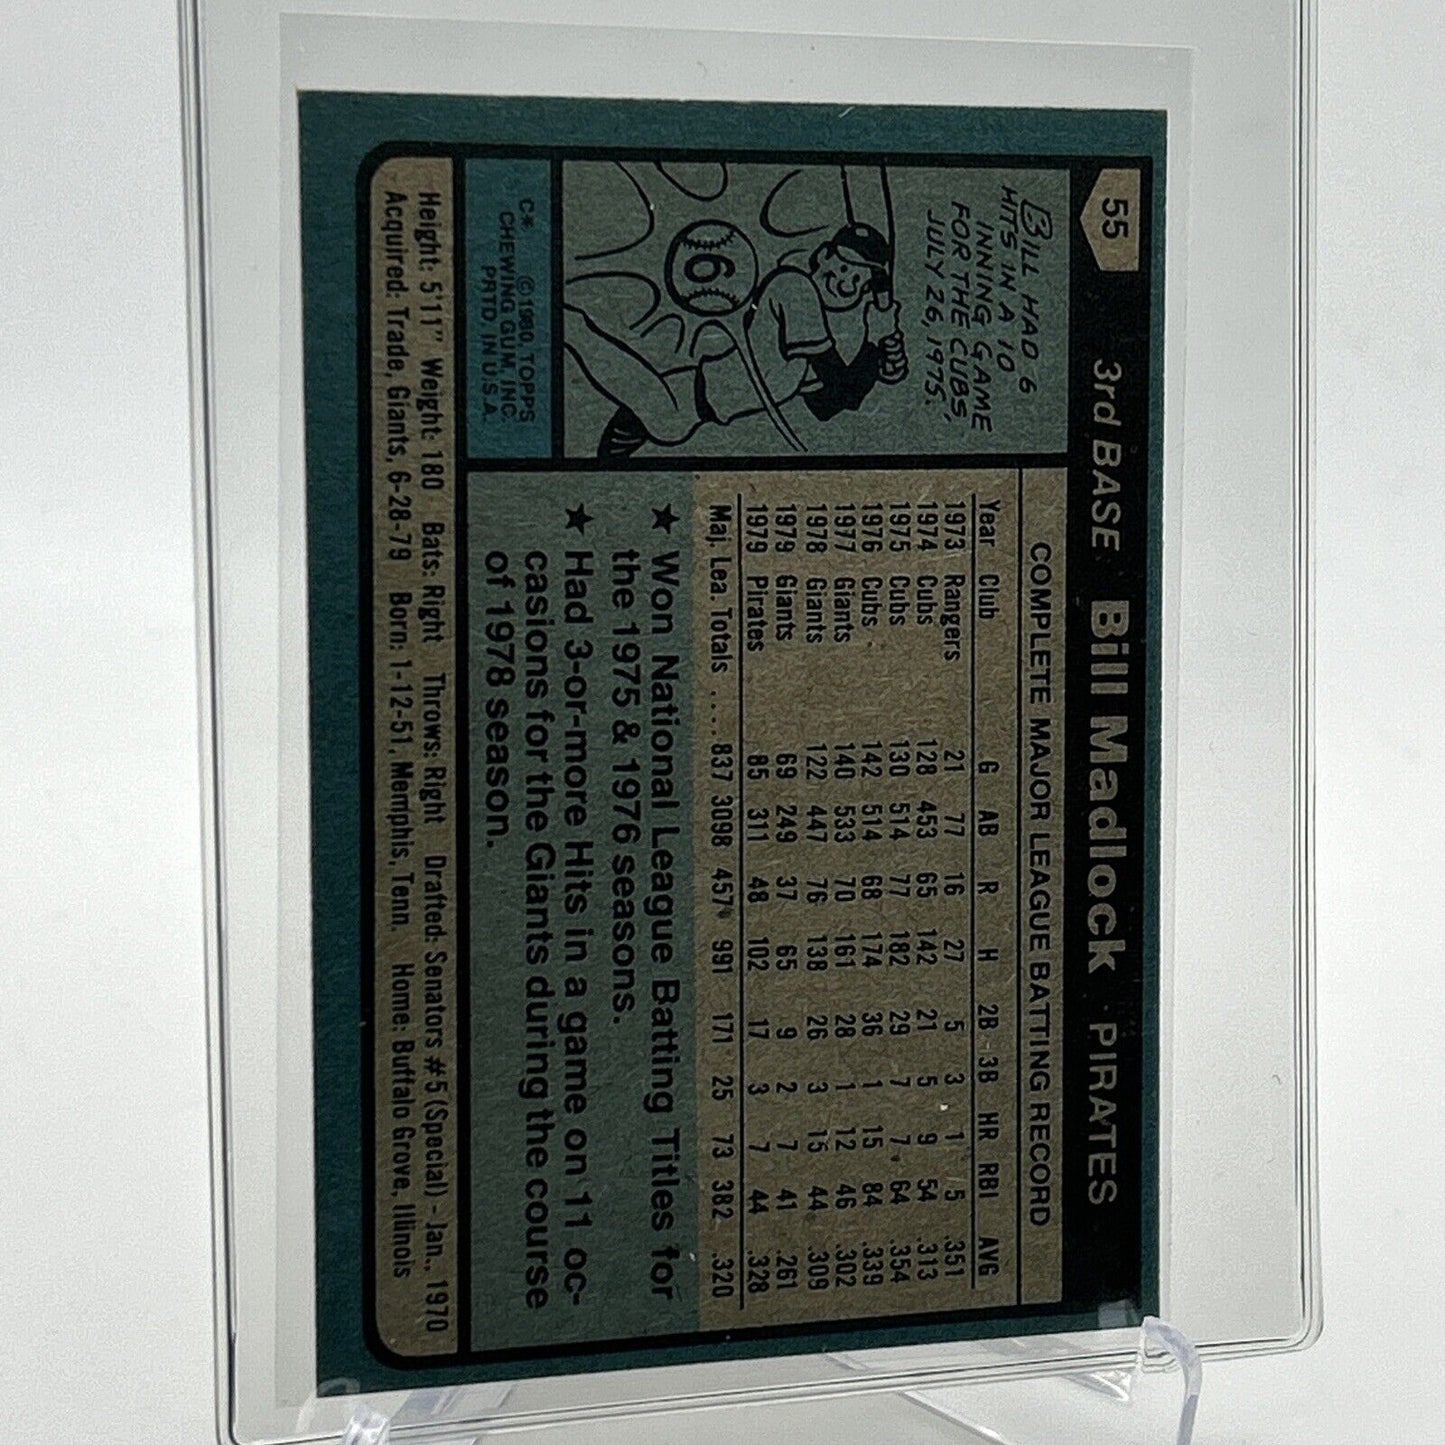 55 3rd BASE Bill Madlock PIRATES
BILL HAD 6
HITS IN A 10
INNING GAME
FOR THE CUBS,
JULY 26, 1975.
6
C* ©1980, TOPPS
CHEWING GUM, INC.
PRTD. IN U.S.A.
COMPLETE MAJOR LEAGUE BATTING RECORD
Year Club G AB R H 2B 3B HR RBI AVG
1973 Rangers 21 77 16 27 5 3 1 5 .351
1974 Cubs 128 453 65 142 21 5 9 54 .313
1975 Cubs 130 514 77 182 29 7 7 64 .354
1976 Cubs 142 514 68 174 36 1 15 84 .339
1977 Giants 140 533 70 161 28 1 12 46 .302
1978 Giants 122 447 76 138 26 3 15 44 .309
1979 Giants 69 249 37 65 9 2 7 41 .261
1979 Pirates 85 311 48 102 17 3 7 44 .328
Maj. Lea. Totals .... 837 3098 457 991 171 25 73 382 .320
★ Won National League Batting Titles for
the 1975 & 1976 seasons.
★ Had 3-or-more Hits in a game on 11 oc-
casions for the Giants during the course
of 1978 season.
Height: 5'11" Weight: 180 Bats: Right Throws: Right Drafted: Senators #5 (Special) - Jan., 1970
Acquired: Trade, Giants, 6-28-79 Born: 1-12-51, Memphis, Tenn. Home: Buffalo Grove, Illinois